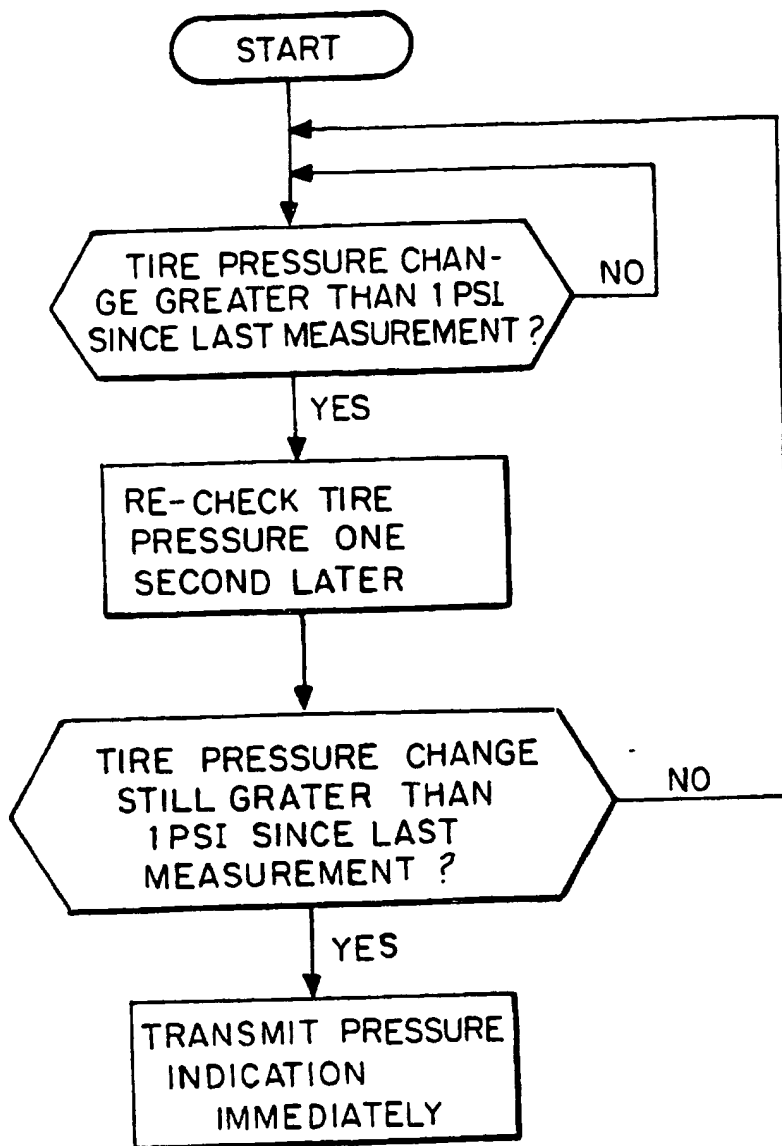 START
TIRE PRESSURE CHAN-
GE GREATER THAN 1 PSI
SINCE LAST MEASUREMENT ?
NO
YES
RE-CHECK TIRE
PRESSURE ONE
SECOND LATER
TIRE PRESSURE CHANGE
STILL GRATER THAN
1 PSI SINCE LAST
MEASUREMENT ?
NO
YES
TRANSMIT PRESSURE
INDICATION
IMMEDIATELY